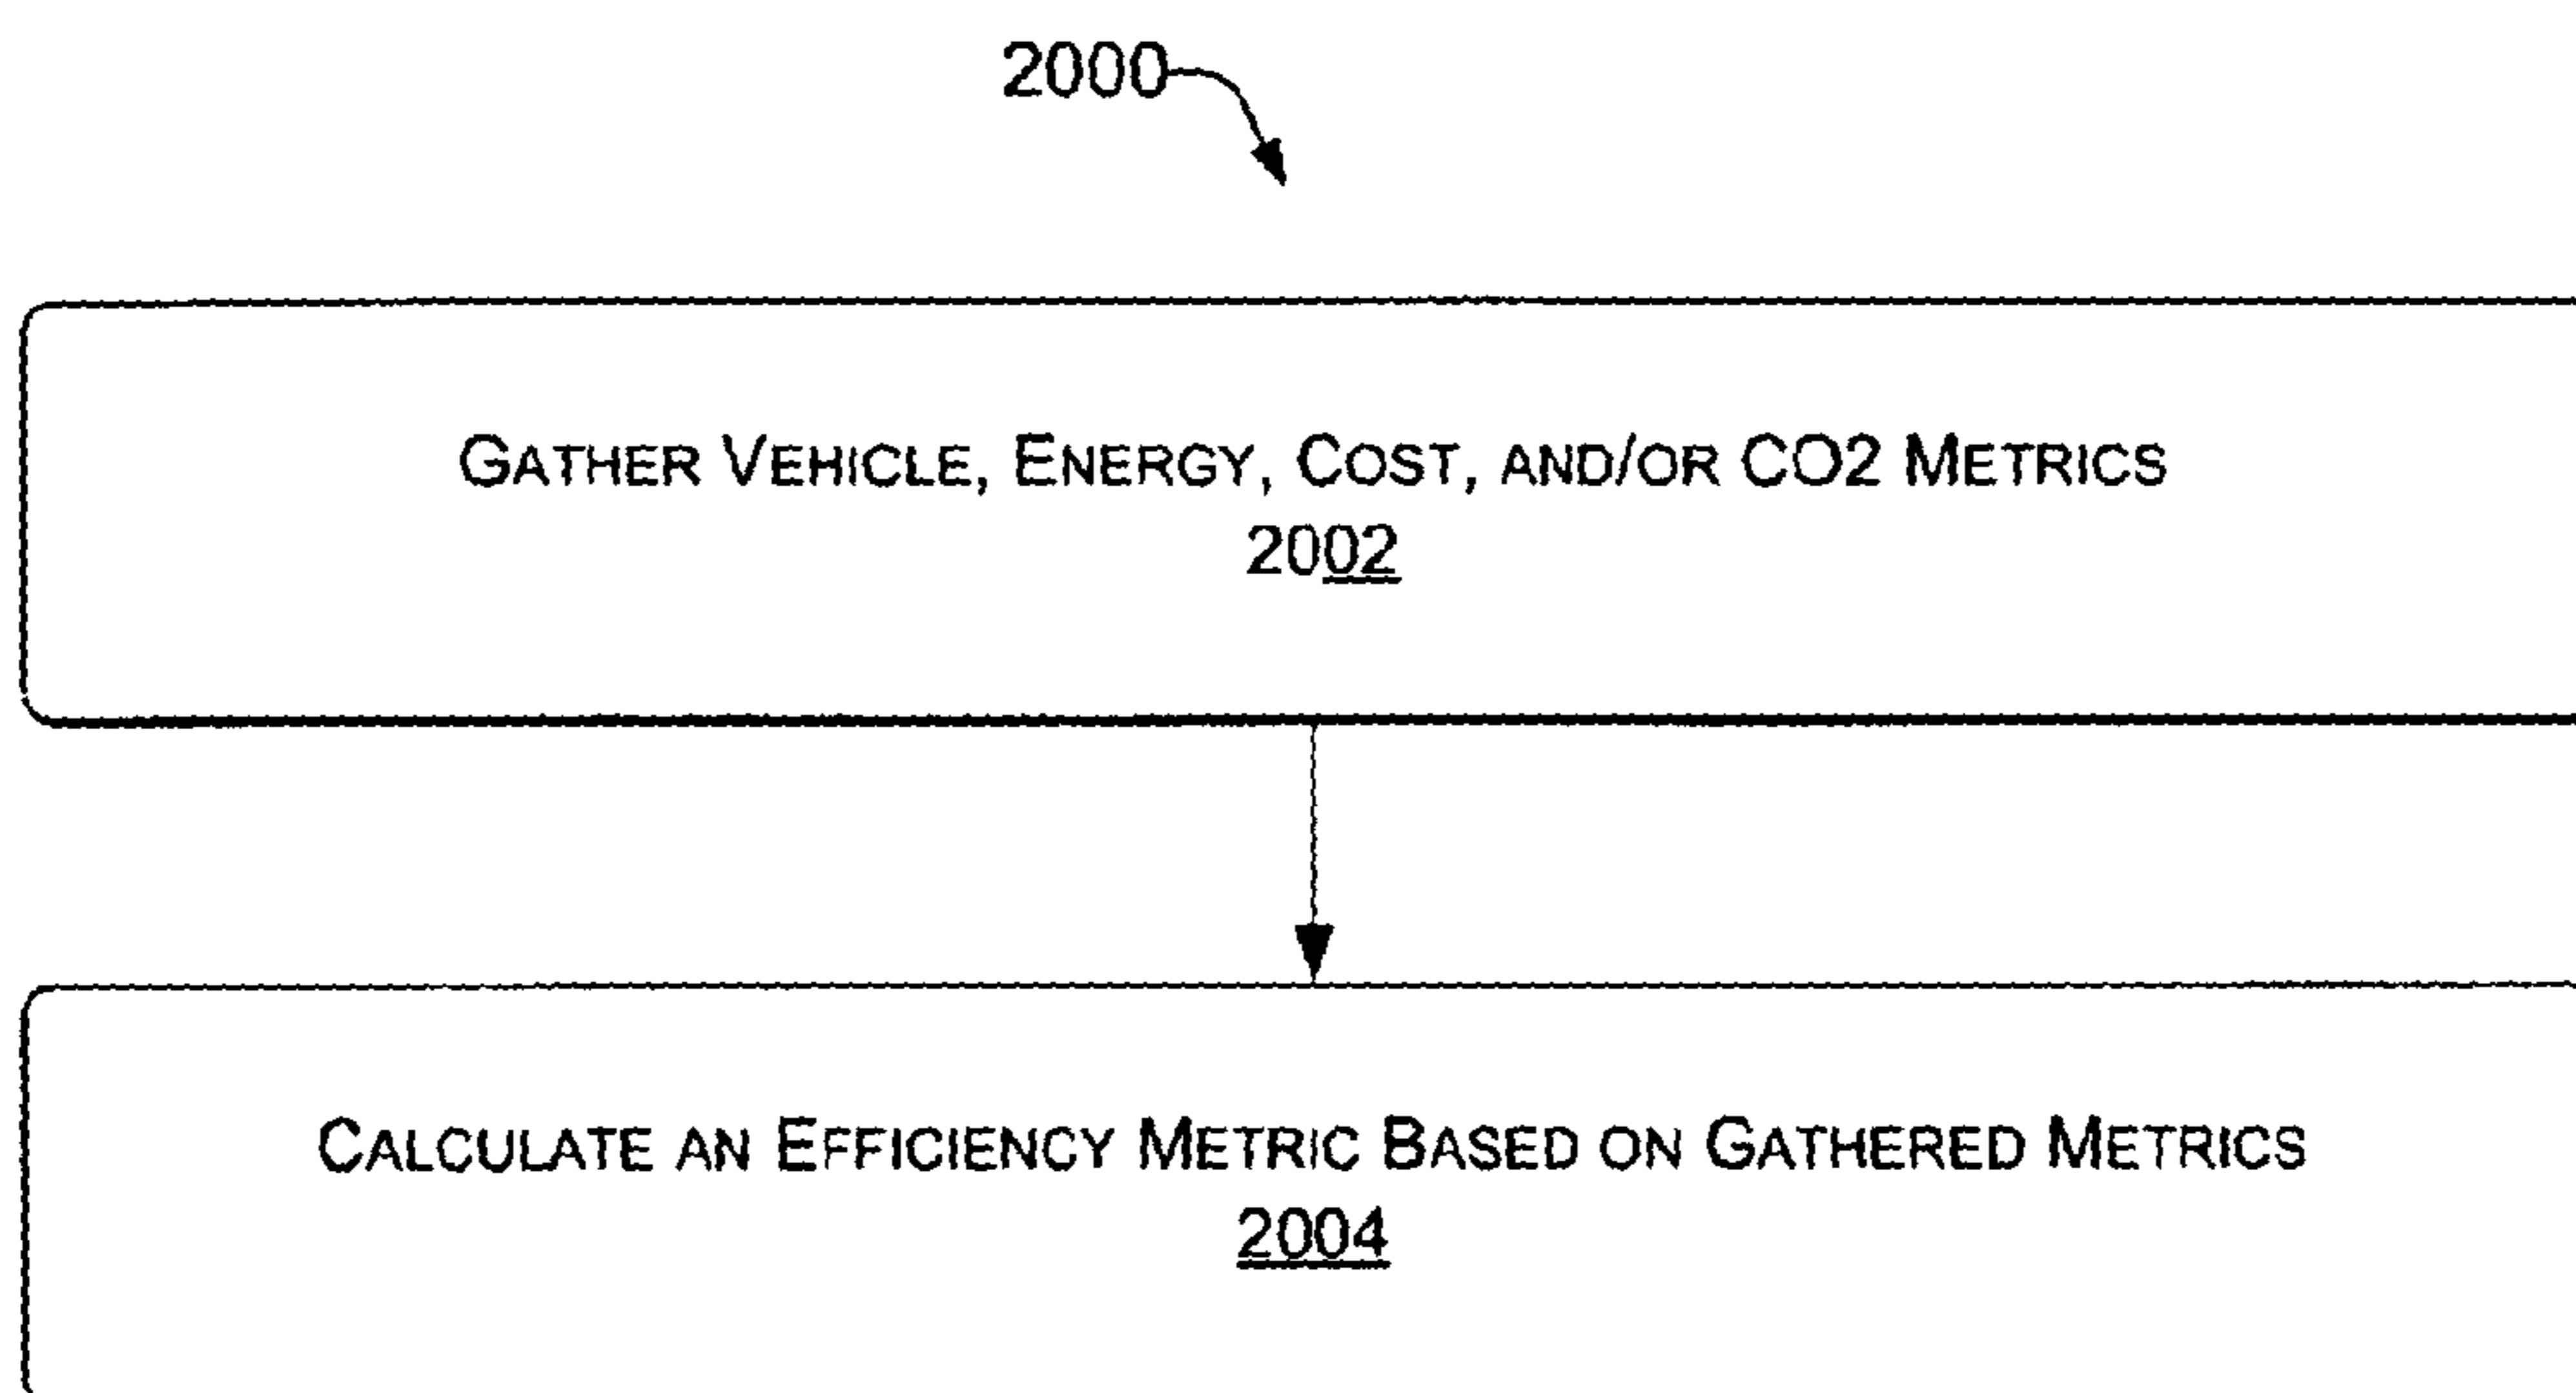 2000
GATHER VEHICLE, ENERGY, COST, AND/OR CO2 METRICS
2002
CALCULATE AN EFFICIENCY METRIC BASED ON GATHERED METRICS
2004